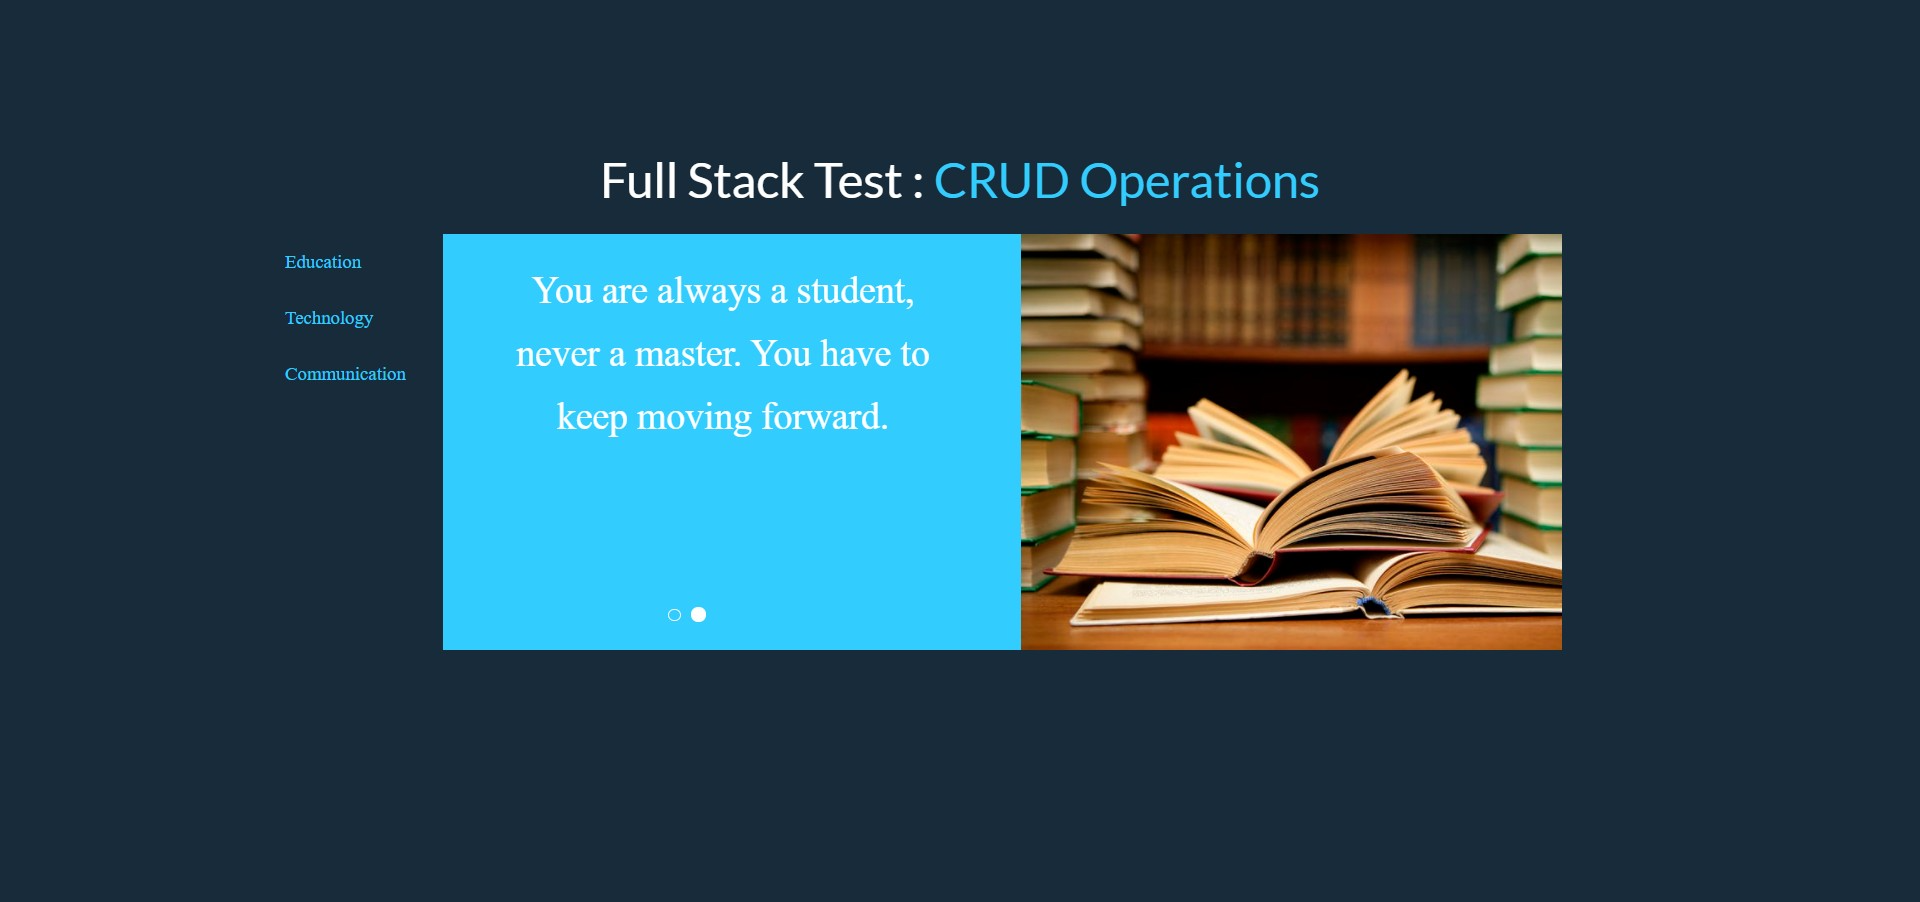 Full Stack Test : CRUD Operations
Education
Technology
Communication
You are always a student,
never a master. You have to
keep moving forward.